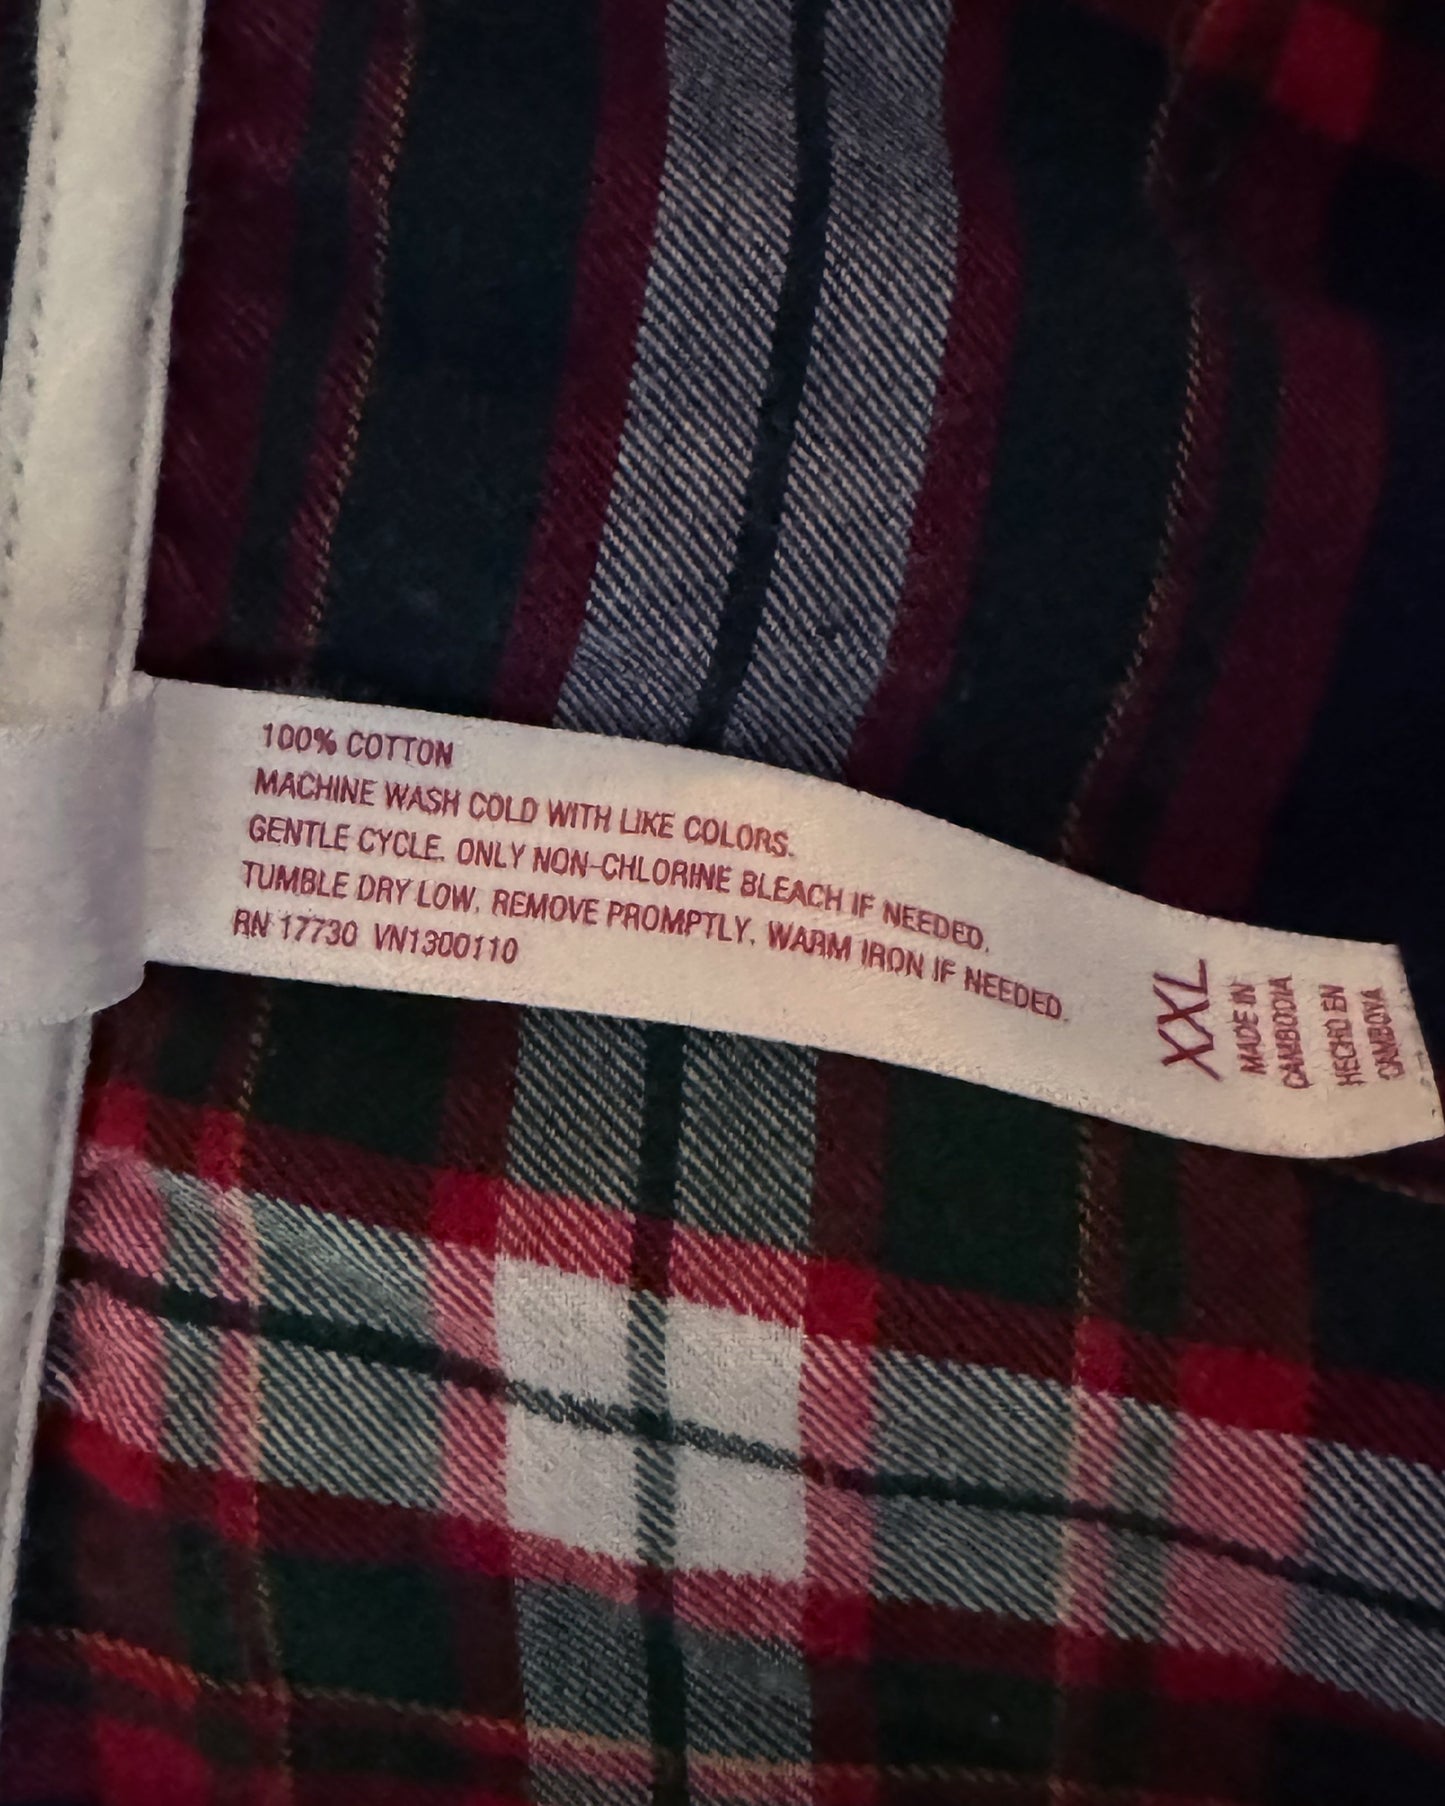 100% COTTON
MACHINE WASH COLD WITH LIKE COLORS.
GENTLE CYCLE. ONLY NON-CHLORINE BLEACH IF NEEDED.
TUMBLE DRY LOW. REMOVE PROMPTLY. WARM IRON IF NEEDED.
RN 17730 VN1300110
XXL
MADE IN
CAMBODIA
HECHO EN
CAMBOYA